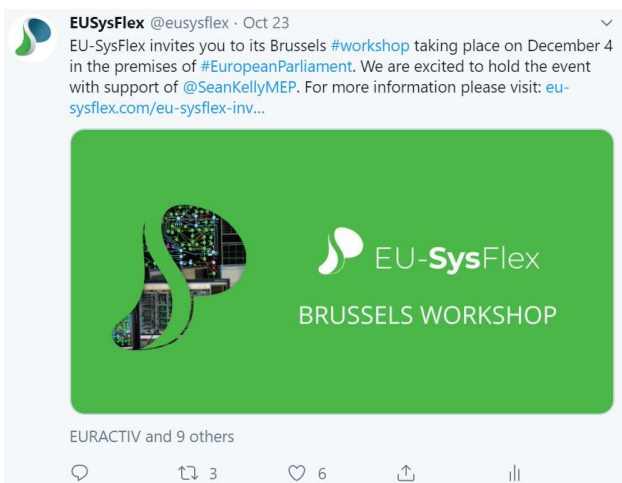 EUSysFlex @eusysflex · Oct 23
EU-SysFlex invites you to its Brussels #workshop taking place on December 4
in the premises of #EuropeanParliament. We are excited to hold the event
with support of @SeanKellyMEP. For more information please visit: eu-
sysflex.com/eu-sysflex-inv...
EU-SysFlex
BRUSSELS WORKSHOP
EURACTIV and 9 others
3 6